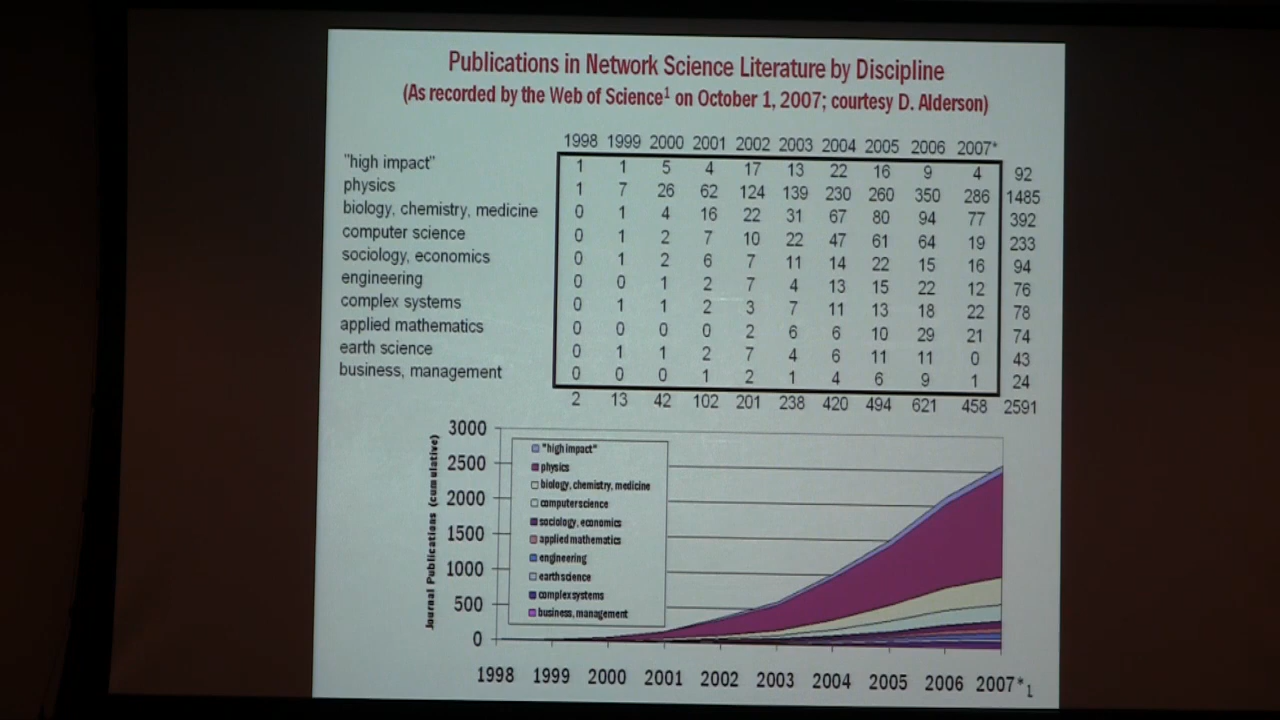 Publications in Network Science Literature by Discipline
(As recorded by the Web of Science1 on October 1, 2007; courtesy D. Alderson)
1998 1999 2000 2001 2002 2003 2004 2005 2006 2007*
"high impact" 1 1 5 4 17 13 22 16 9 4 92
physics 1 7 26 62 124 139 230 260 350 286 1485
biology, chemistry, medicine 0 1 4 16 22 31 67 80 94 77 392
computer science 0 1 2 7 10 22 47 61 64 19 233
sociology, economics 0 1 2 6 7 11 14 22 15 16 94
engineering 0 0 1 2 7 4 13 15 22 12 76
complex systems 0 1 1 2 3 7 11 13 18 22 78
applied mathematics 0 0 0 0 2 6 6 10 29 21 74
earth science 0 1 1 2 7 4 6 11 11 0 43
business, management 0 0 0 1 2 1 4 6 9 1 24
2 13 42 102 201 238 420 494 621 458 2591
Journal Publications (cumulative)
3000
2500
2000
1500
1000
500
0
"high impact"
physics
biology, chemistry, medicine
computer science
sociology, economics
applied mathematics
engineering
earth science
complex systems
business, management
1998 1999 2000 2001 2002 2003 2004 2005 2006 2007*1